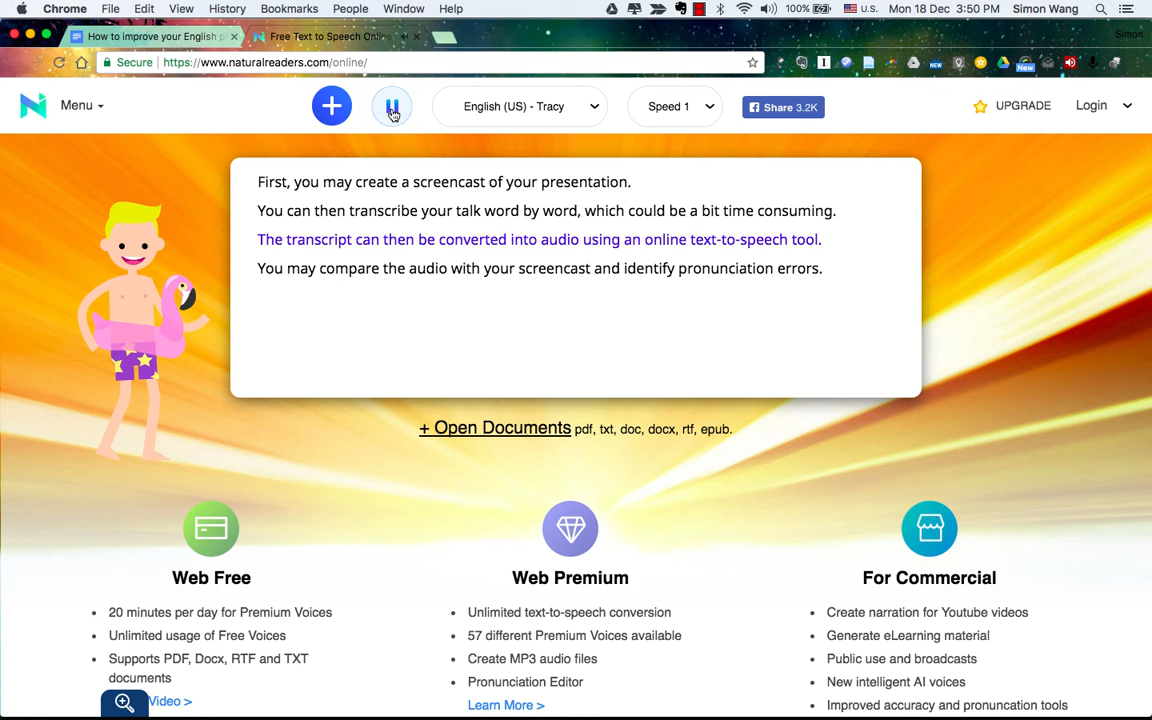 Chrome File Edit View History Bookmarks People Window Help 100% U.S. Mon 18 Dec 3:50 PM Simon Wang
How to improve your English p Free Text to Speech Online Simon
Secure https://www.naturalreaders.com/online/
Menu English (US) - Tracy Speed 1 Share 3.2K UPGRADE Login
First, you may create a screencast of your presentation.
You can then transcribe your talk word by word, which could be a bit time consuming.
The transcript can then be converted into audio using an online text-to-speech tool.
You may compare the audio with your screencast and identify pronunciation errors.
+ Open Documents pdf, txt, doc, docx, rtf, epub.
Web Free
20 minutes per day for Premium Voices
Unlimited usage of Free Voices
Supports PDF, Docx, RTF and TXT
documents
Video >
Web Premium
Unlimited text-to-speech conversion
57 different Premium Voices available
Create MP3 audio files
Pronunciation Editor
Learn More >
For Commercial
Create narration for Youtube videos
Generate eLearning material
Public use and broadcasts
New intelligent AI voices
Improved accuracy and pronuncation tools